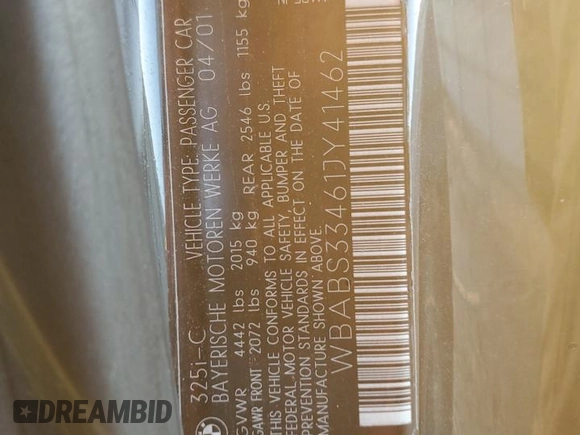 325i-C
VEHICLE TYPE: PASSENGER CAR
BAYERISCHE MOTOREN WERKE AG 04/01
GVWR 4442 lbs 2015 kg
GAWR FRONT: 2072 lbs 940 kg REAR 2546 lbs 1155 kg
THIS VEHICLE CONFORMS TO ALL APPLICABLE U.S.
FEDERAL MOTOR VEHICLE SAFETY, BUMPER AND THEFT
PREVENTION STANDARDS IN EFFECT ON THE DATE OF
MANUFACTURE SHOWN ABOVE.
WBABS33461JY41462
DREAMBID